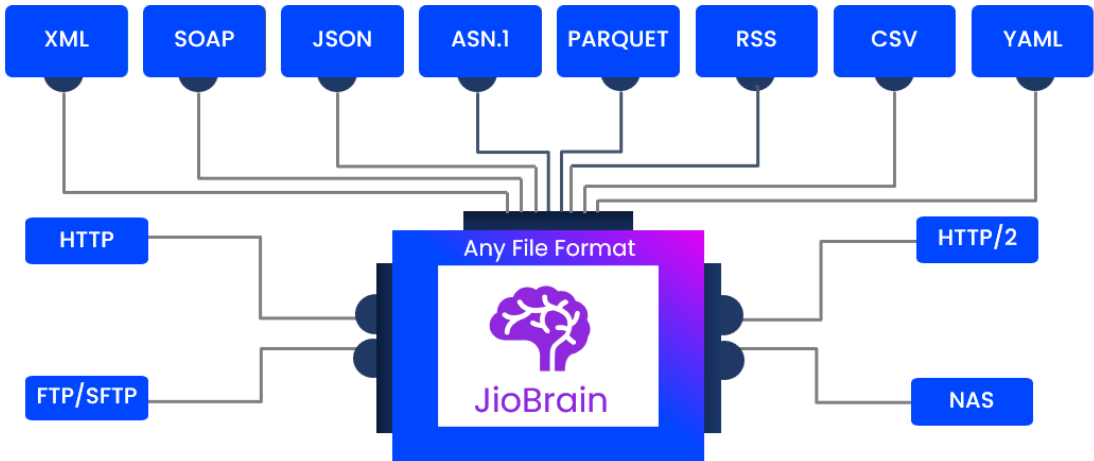 XML
SOAP
JSON
ASN.1
PARQUET
RSS
CSV
YAML
HTTP
HTTP/2
Any File Format
JioBrain
FTP/SFTP
NAS